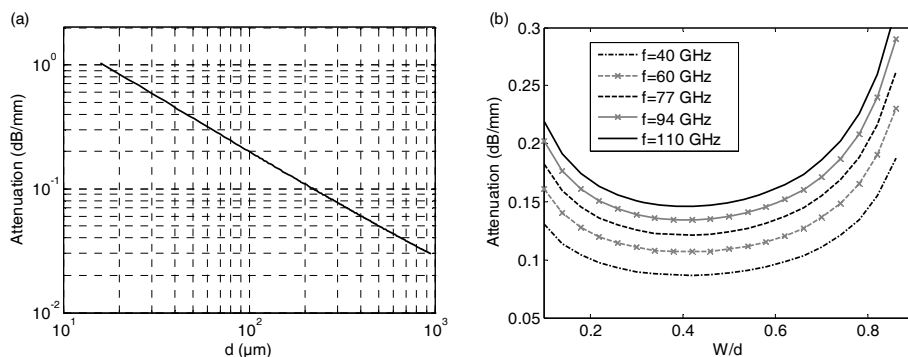 (a)
Attenuation (dB/mm)
10^0
10^-1
10^-2
10^1
10^2
10^3
d (µm)
(b)
Attenuation (dB/mm)
0.3
0.25
0.2
0.15
0.1
0.05
f=40 GHz
f=60 GHz
f=77 GHz
f=94 GHz
f=110 GHz
0.2
0.4
0.6
0.8
W/d